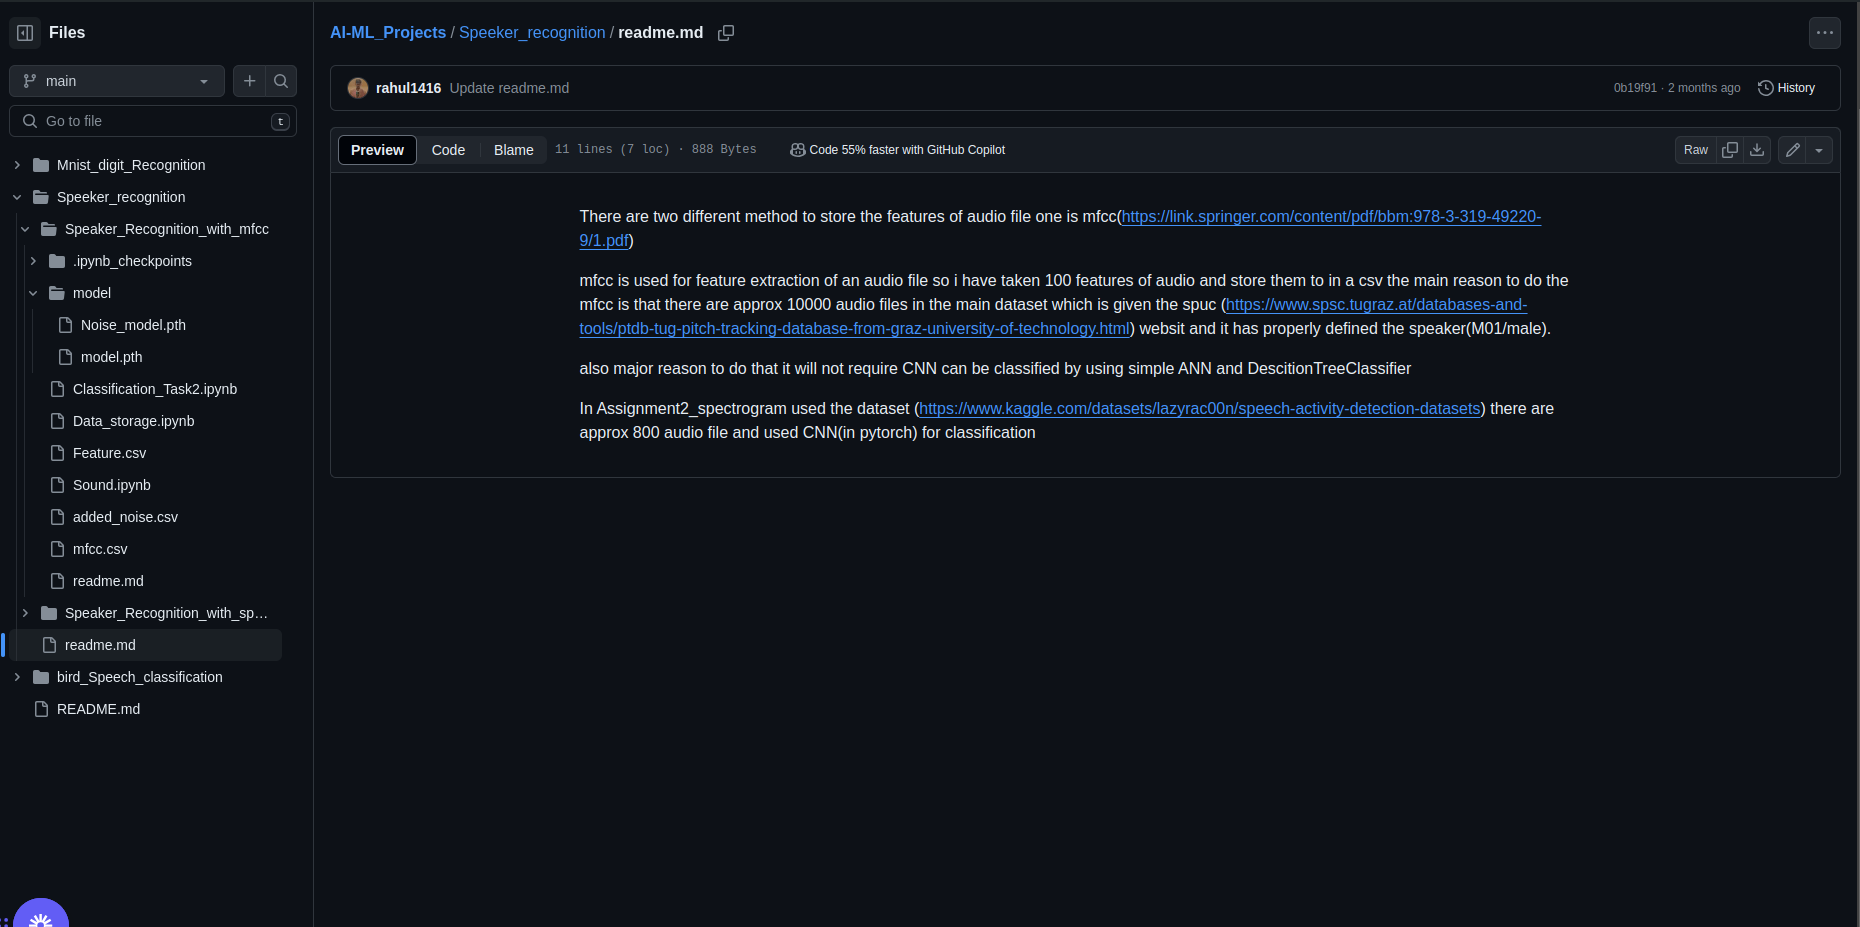 Files
main
Go to file
t
Mnist_digit_Recognition
Speeker_recognition
Speaker_Recognition_with_mfcc
.ipynb_checkpoints
model
Noise_model.pth
model.pth
Classification_Task2.ipynb
Data_storage.ipynb
Feature.csv
Sound.ipynb
added_noise.csv
mfcc.csv
readme.md
Speaker_Recognition_with_sp…
readme.md
bird_Speech_classification
README.md
AI-ML_Projects / Speeker_recognition / readme.md
rahul1416 Update readme.md
0b19f91 · 2 months ago History
Preview Code Blame 11 lines (7 loc) · 888 Bytes Code 55% faster with GitHub Copilot Raw
There are two different method to store the features of audio file one is mfcc(https://link.springer.com/content/pdf/bbm:978-3-319-49220-
9/1.pdf)
mfcc is used for feature extraction of an audio file so i have taken 100 features of audio and store them to in a csv the main reason to do the
mfcc is that there are approx 10000 audio files in the main dataset which is given the spuc (https://www.spsc.tugraz.at/databases-and-
tools/ptdb-tug-pitch-tracking-database-from-graz-university-of-technology.html) websit and it has properly defined the speaker(M01/male).
also major reason to do that it will not require CNN can be classified by using simple ANN and DescitionTreeClassifier
In Assignment2_spectrogram used the dataset (https://www.kaggle.com/datasets/lazyrac00n/speech-activity-detection-datasets) there are
approx 800 audio file and used CNN(in pytorch) for classification